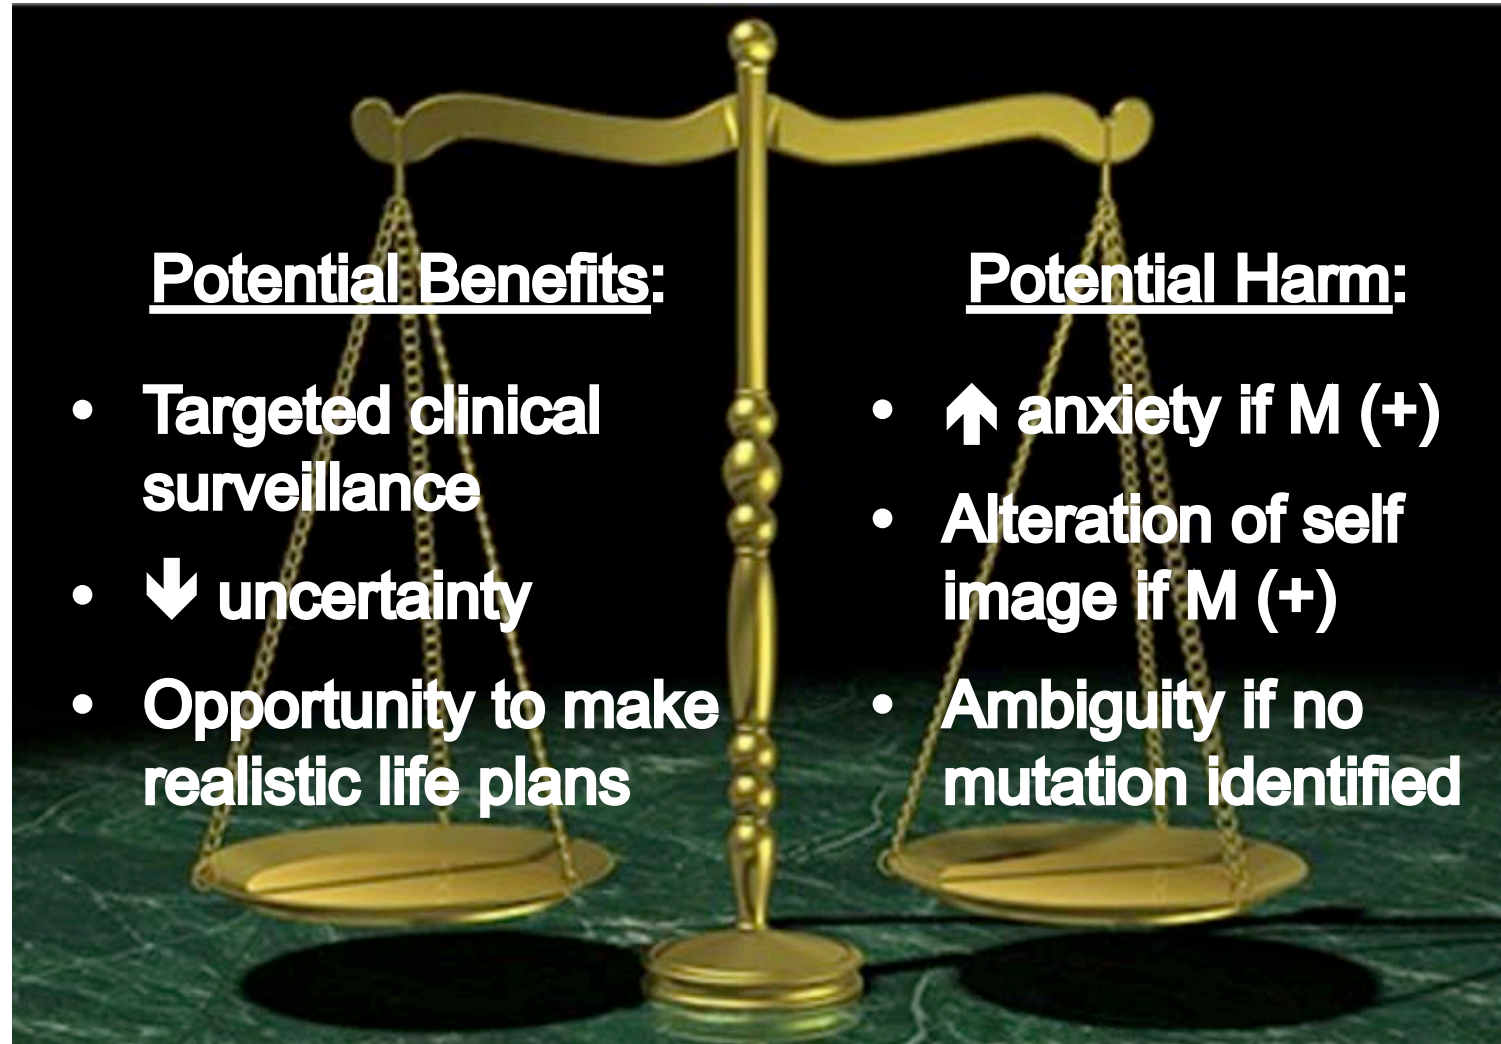 Potential Benefits:
• Targeted clinical
surveillance
• 🡻 uncertainty
• Opportunity to make
realistic life plans
Potential Harm:
• 🡹 anxiety if M (+)
• Alteration of self
image if M (+)
• Ambiguity if no
mutation identified